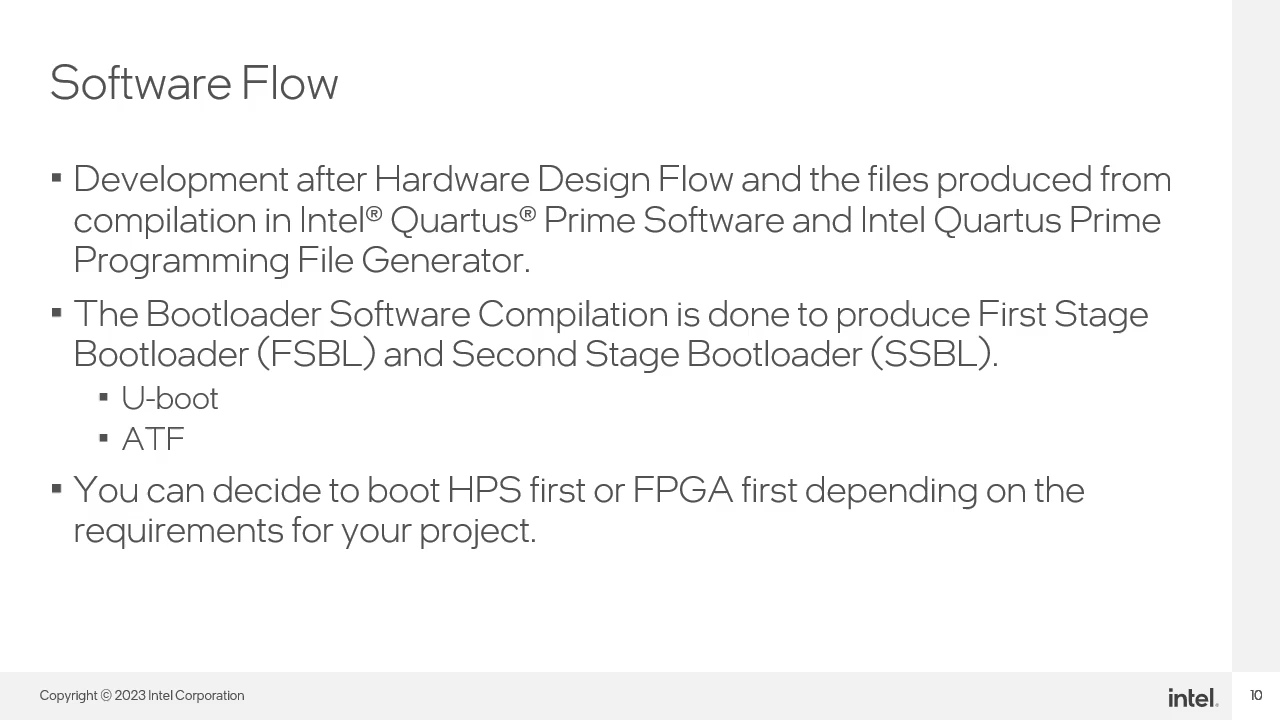 Software Flow
▪ Development after Hardware Design Flow and the files produced from
compilation in Intel® Quartus® Prime Software and Intel Quartus Prime
Programming File Generator.
▪ The Bootloader Software Compilation is done to produce First Stage
Bootloader (FSBL) and Second Stage Bootloader (SSBL).
▪ U-boot
▪ ATF
▪ You can decide to boot HPS first or FPGA first depending on the
requirements for your project.
Copyright © 2023 Intel Corporation
intel.
10